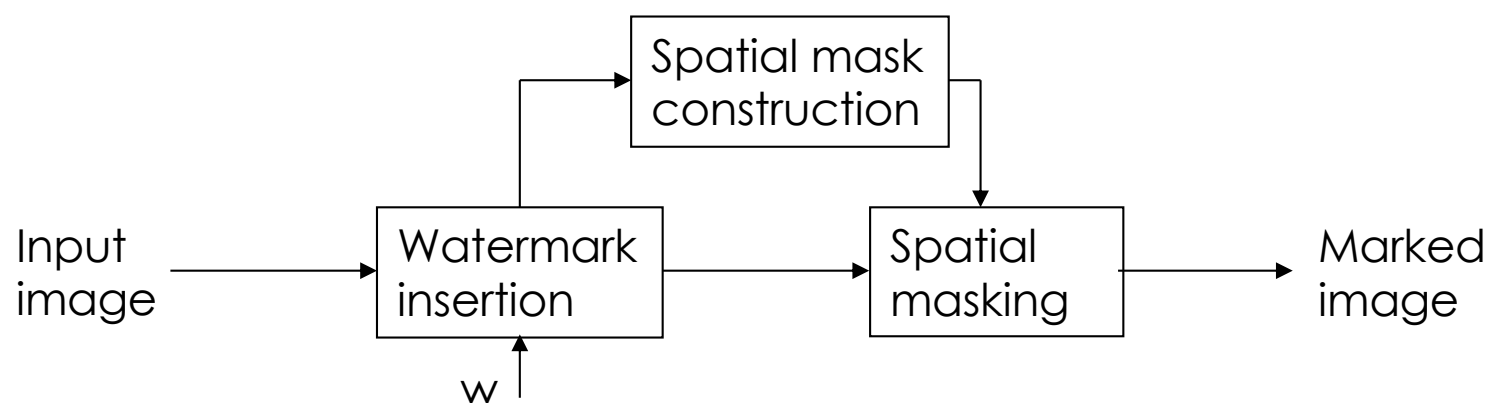 Spatial mask
construction
Input
image
Watermark
insertion
Spatial
masking
Marked
image
w